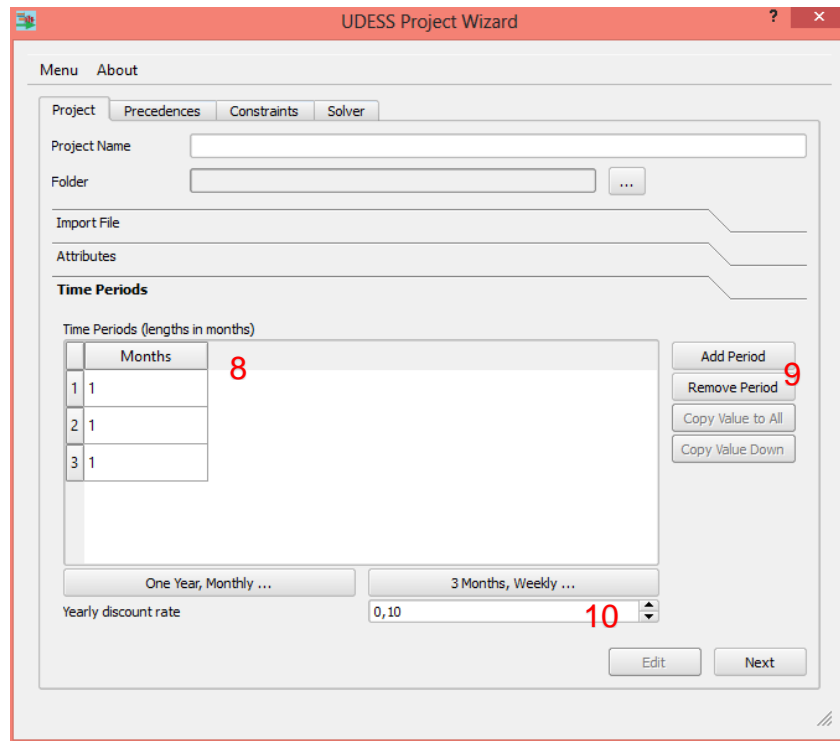 UDESS Project Wizard ? ×
Menu About
Project Precedences Constraints Solver
Project Name
Folder ...
Import File
Attributes
Time Periods
Time Periods (lengths in months)
Months 8 Add Period
9
1 1 Remove Period
2 1 Copy Value to All
3 1 Copy Value Down
One Year, Monthly ... 3 Months, Weekly ...
Yearly discount rate 0,10 10
Edit Next